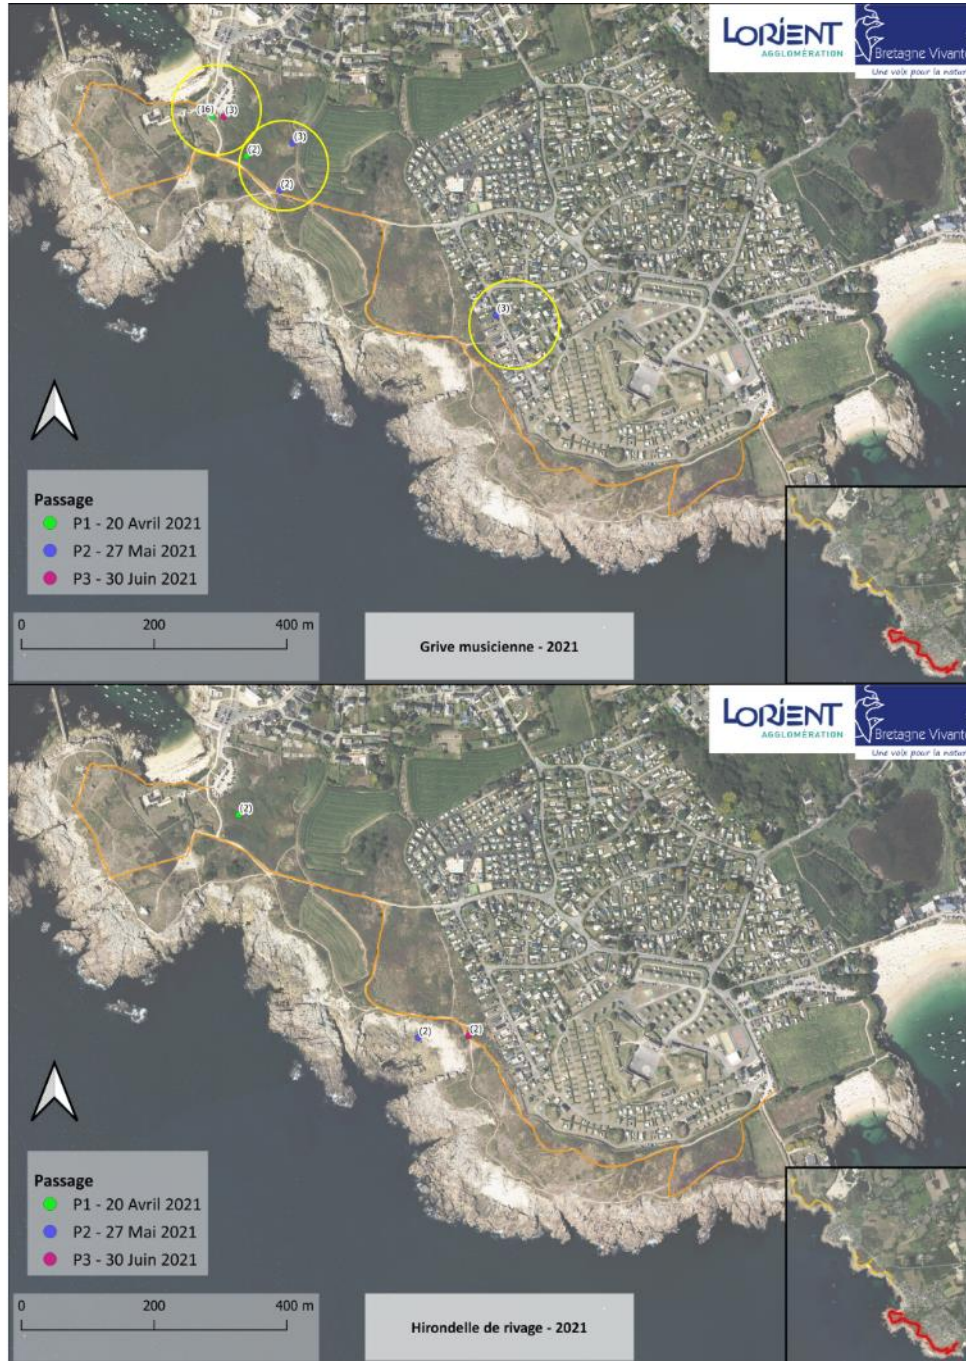 LORIENT
AGGLOMÉRATION
Bretagne Vivante
Une voix pour la natur
(16)
(3)
(3)
(2)
(2)
(3)
Passage
P1 - 20 Avril 2021
P2 - 27 Mai 2021
P3 - 30 Juin 2021
0 200 400 m
Grive musicienne - 2021
LORIENT
AGGLOMÉRATION
Bretagne Vivante
Une voix pour la natur
(2)
(2)
(2)
Passage
P1 - 20 Avril 2021
P2 - 27 Mai 2021
P3 - 30 Juin 2021
0 200 400 m
Hirondelle de rivage - 2021